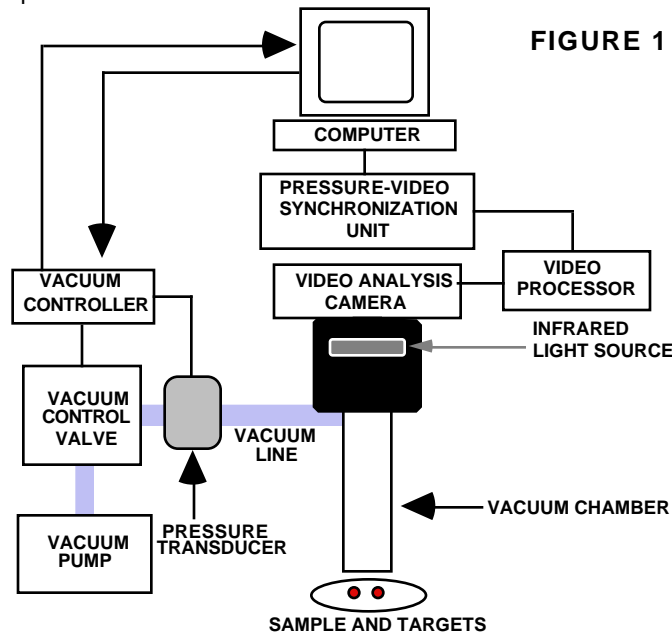 FIGURE 1
COMPUTER
PRESSURE-VIDEO
SYNCHRONIZATION
UNIT
VIDEO ANALYSIS
CAMERA
VIDEO
PROCESSOR
VACUUM
CONTROLLER
INFRARED
LIGHT SOURCE
VACUUM
CONTROL
VALVE
VACUUM
LINE
VACUUM CHAMBER
PRESSURE
TRANSDUCER
VACUUM
PUMP
SAMPLE AND TARGETS